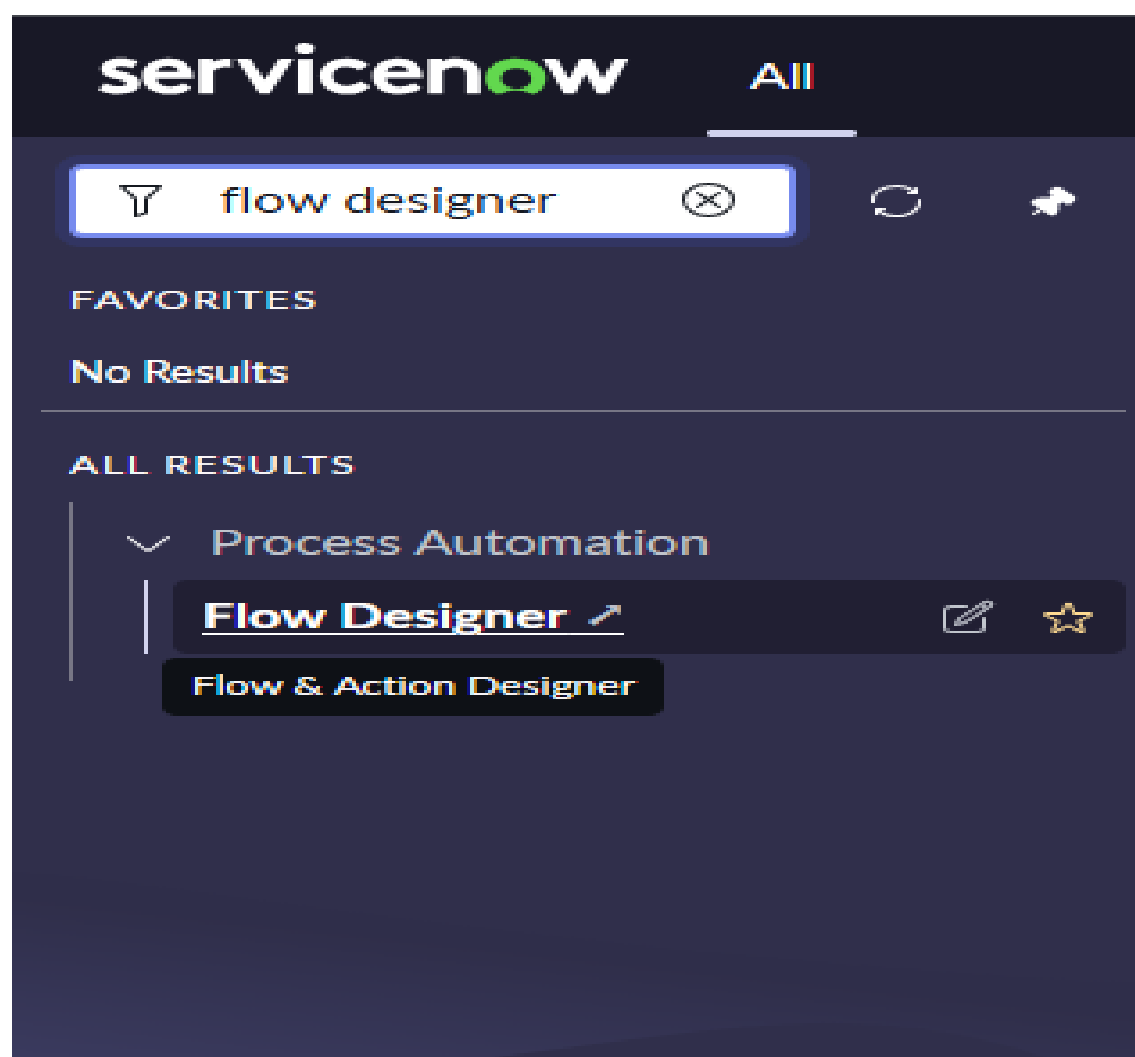 servicenow All
flow designer
FAVORITES
No Results
ALL RESULTS
Process Automation
Flow Designer
Flow & Action Designer